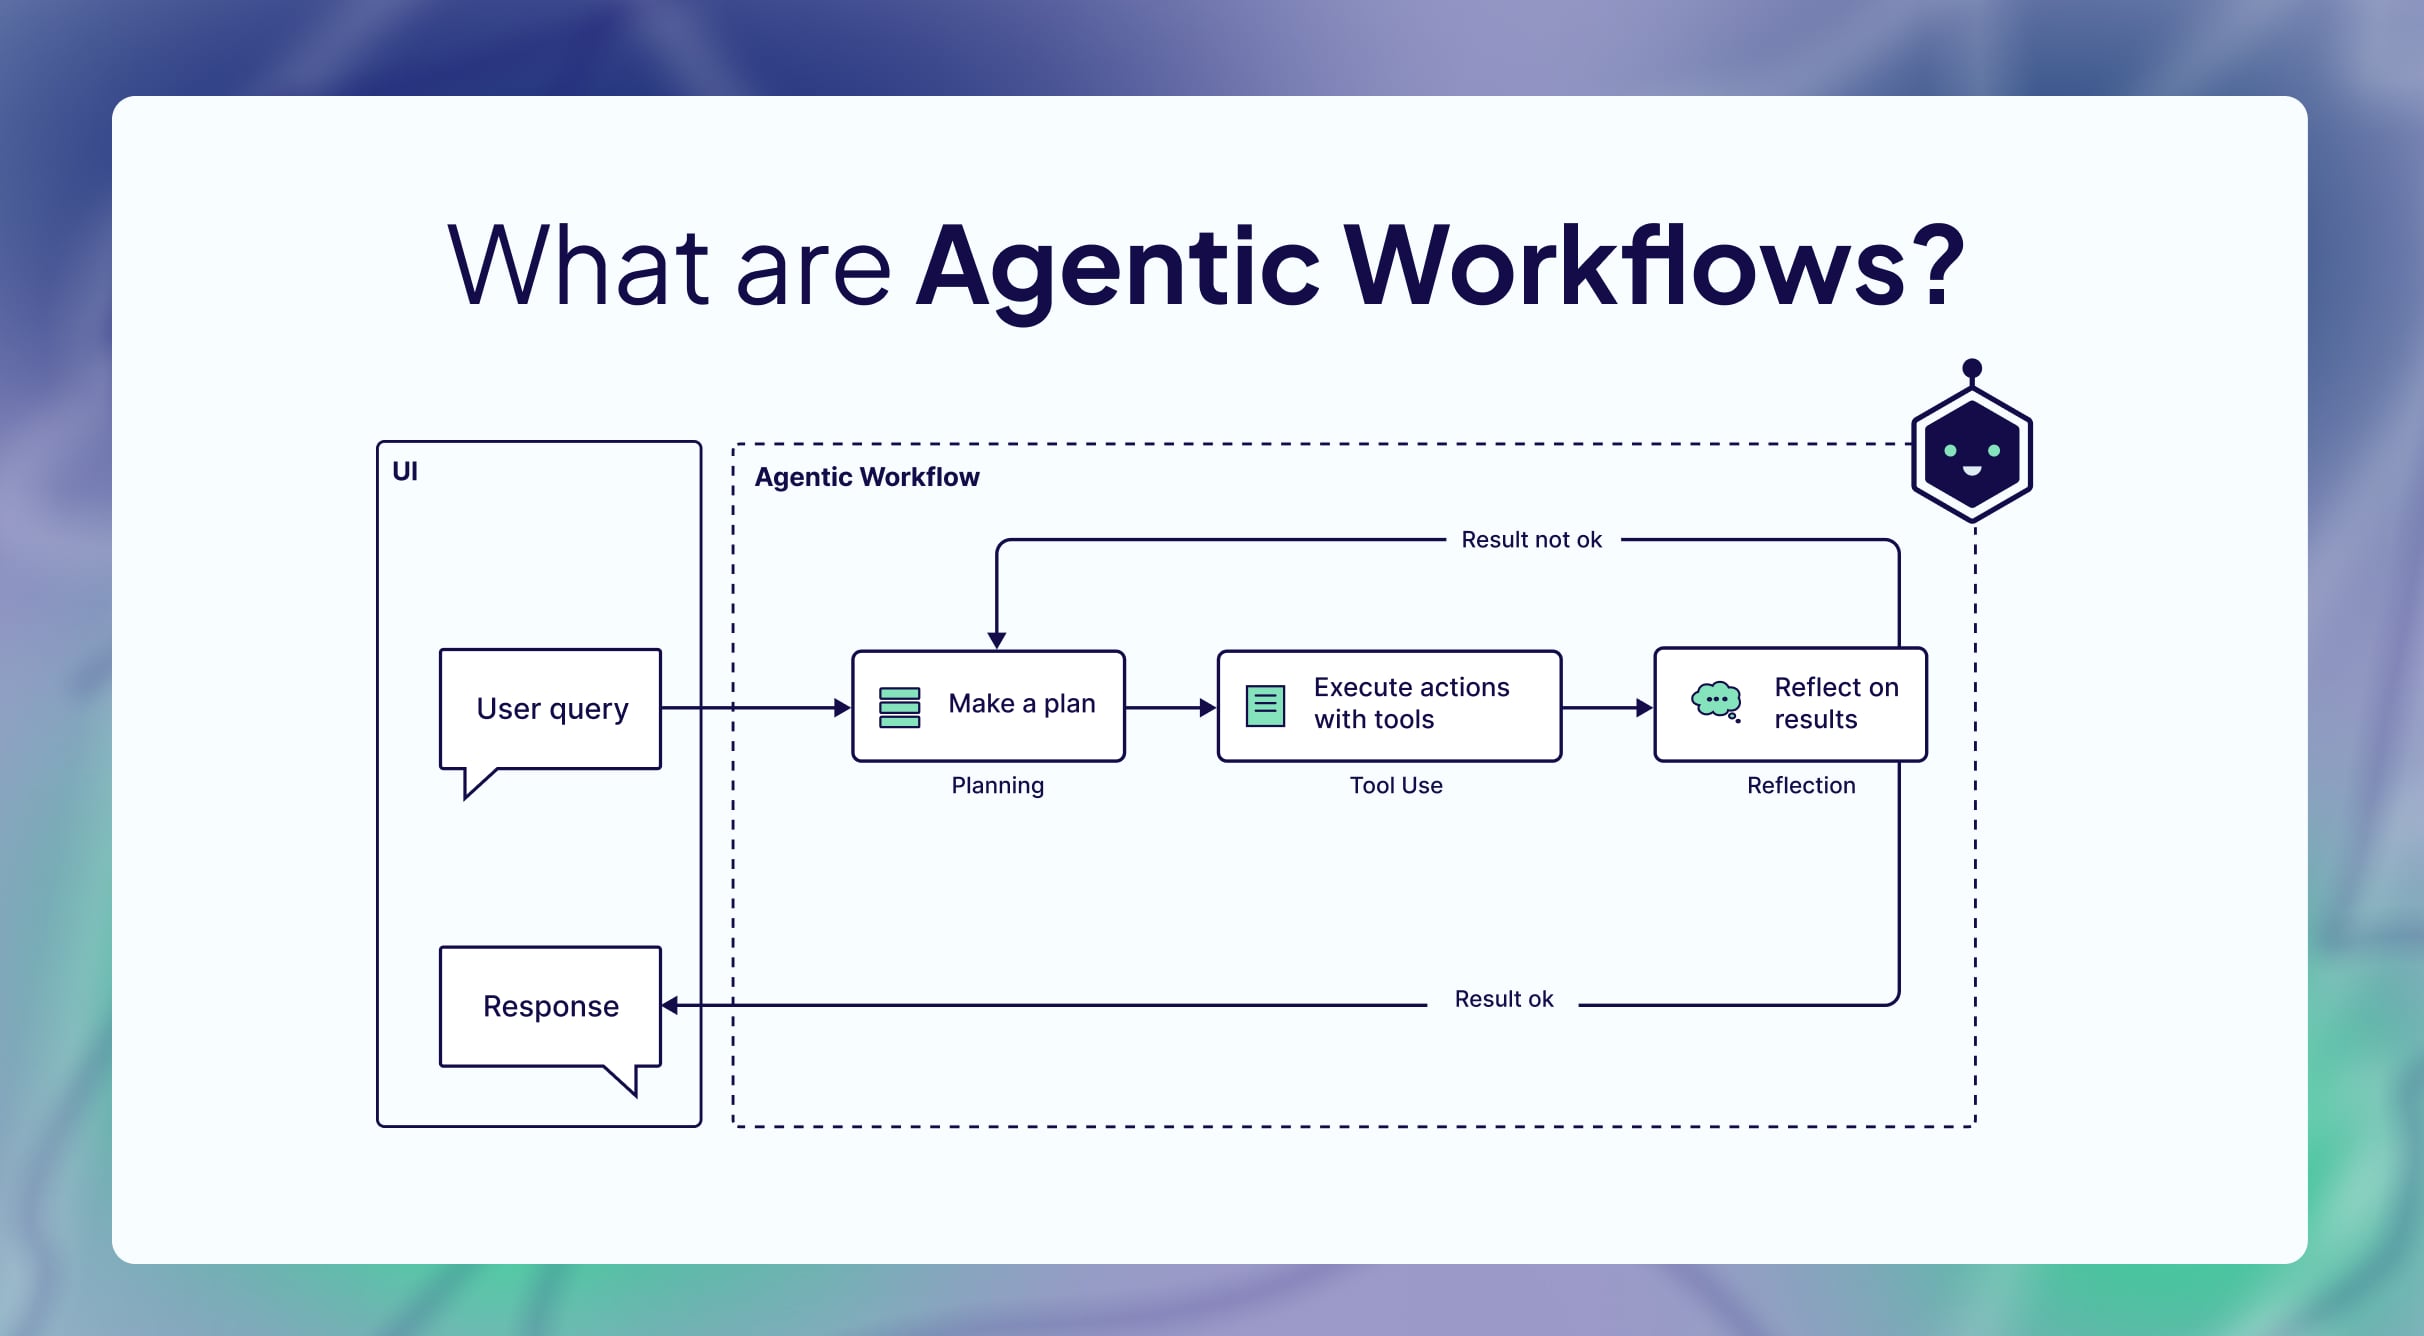 What are Agentic Workflows?
UI
Agentic Workflow
Result not ok
User query
Make a plan
Execute actions
with tools
Reflect on
results
Planning
Tool Use
Reflection
Response
Result ok